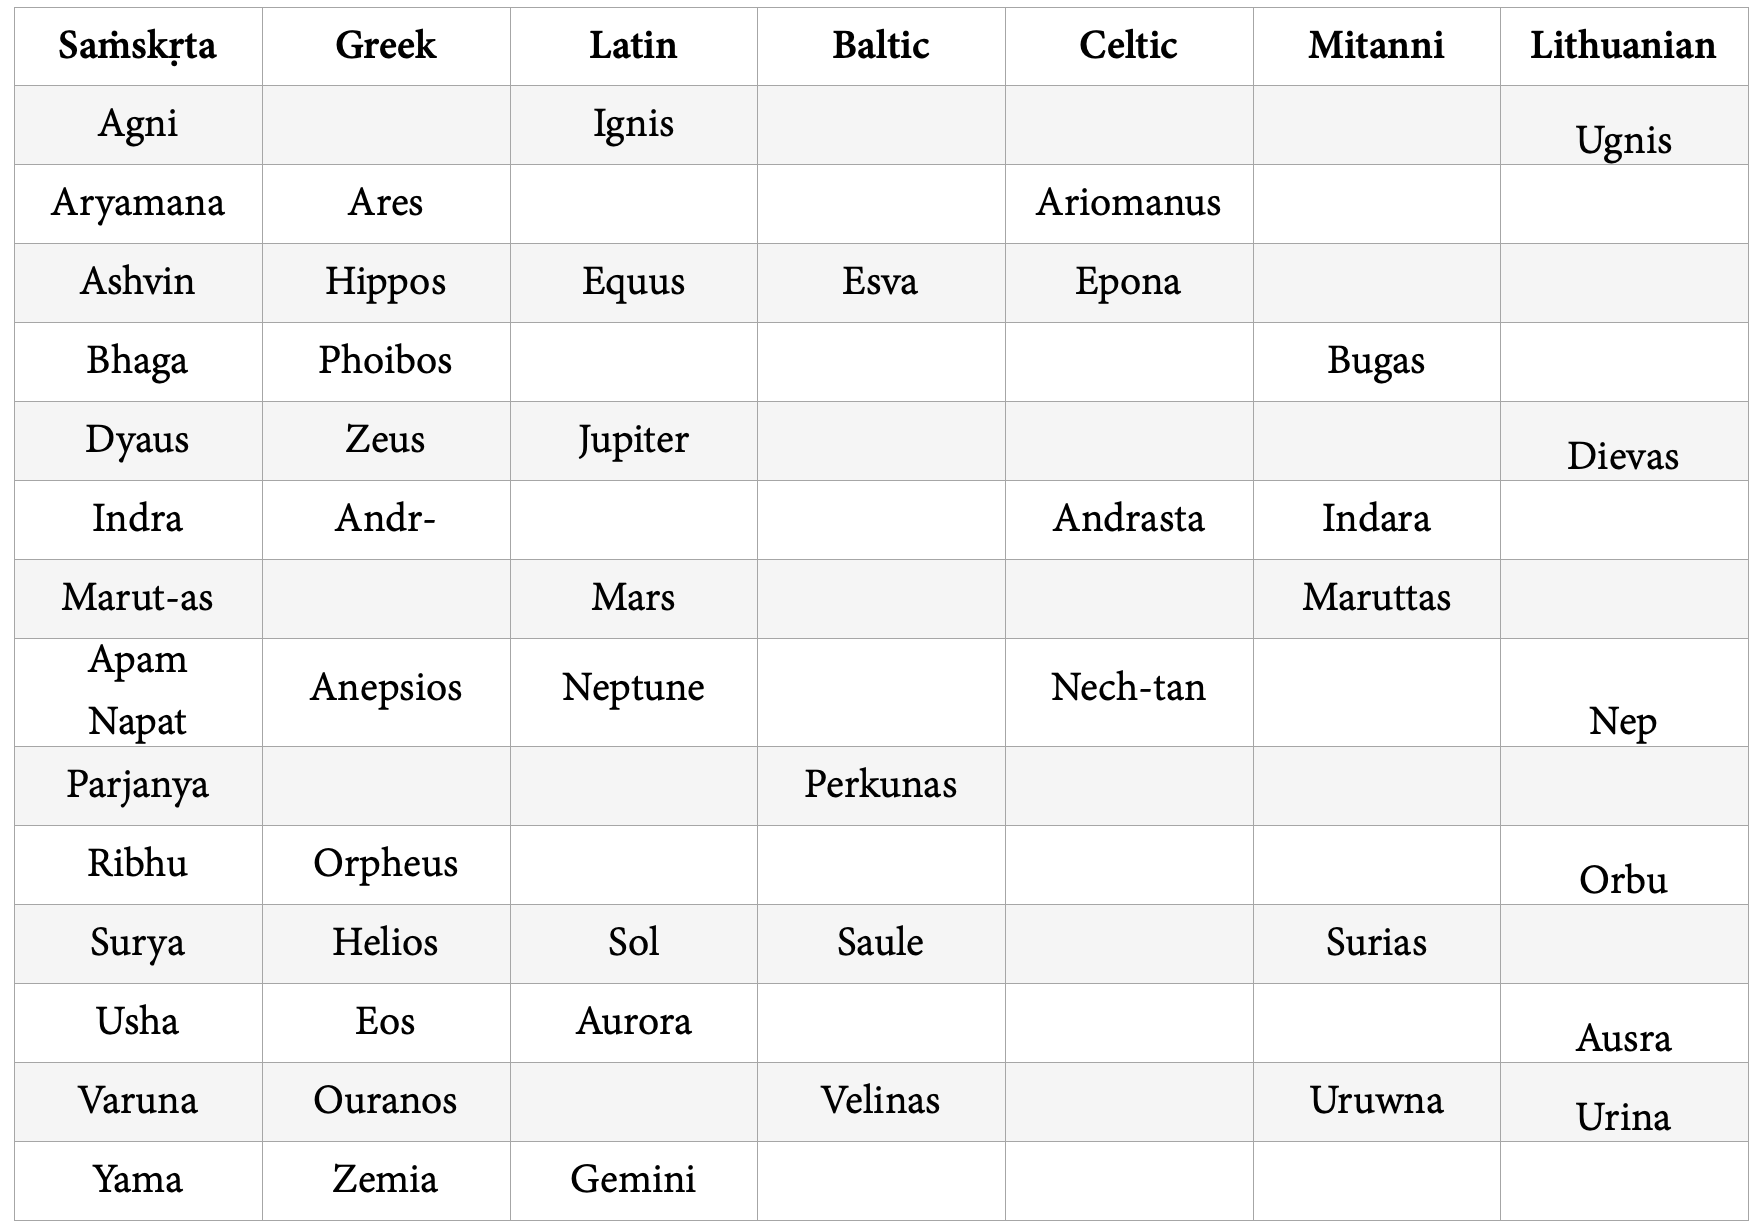 Saṁskṛta Greek Latin Baltic Celtic Mitanni Lithuanian
Agni Ignis Ugnis
Aryamana Ares Ariomanus
Ashvin Hippos Equus Esva Epona
Bhaga Phoibos Bugas
Dyaus Zeus Jupiter Dievas
Indra Andr- Andrasta Indara
Marut-as Mars Maruttas
Apam
Napat Anepsios Neptune Nech-tan Nep
Parjanya Perkunas
Ribhu Orpheus Orbu
Surya Helios Sol Saule Surias
Usha Eos Aurora Ausra
Varuna Ouranos Velinas Uruwna Urina
Yama Zemia Gemini